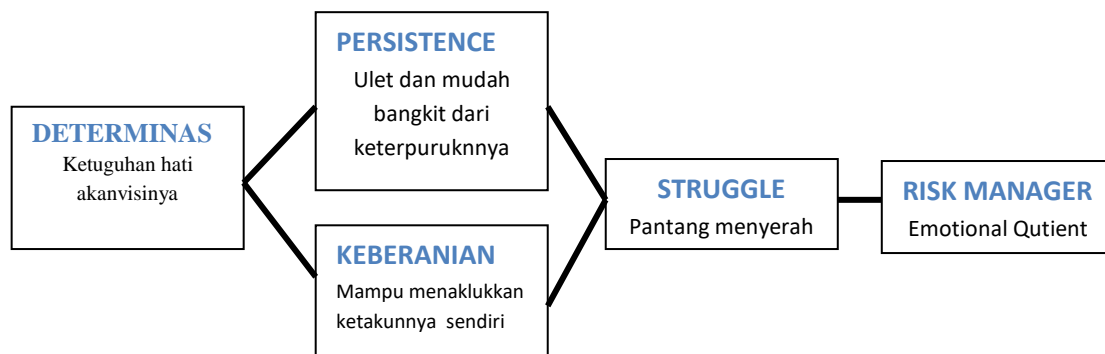 DETERMINAS
Ketuguhan hati
akanvisinya
PERSISTENCE
Ulet dan mudah
bangkit dari
keterpuruknnya
KEBERANIAN
Mampu menaklukkan
ketakunnya sendiri
STRUGGLE
Pantang menyerah
RISK MANAGER
Emotional Qutient